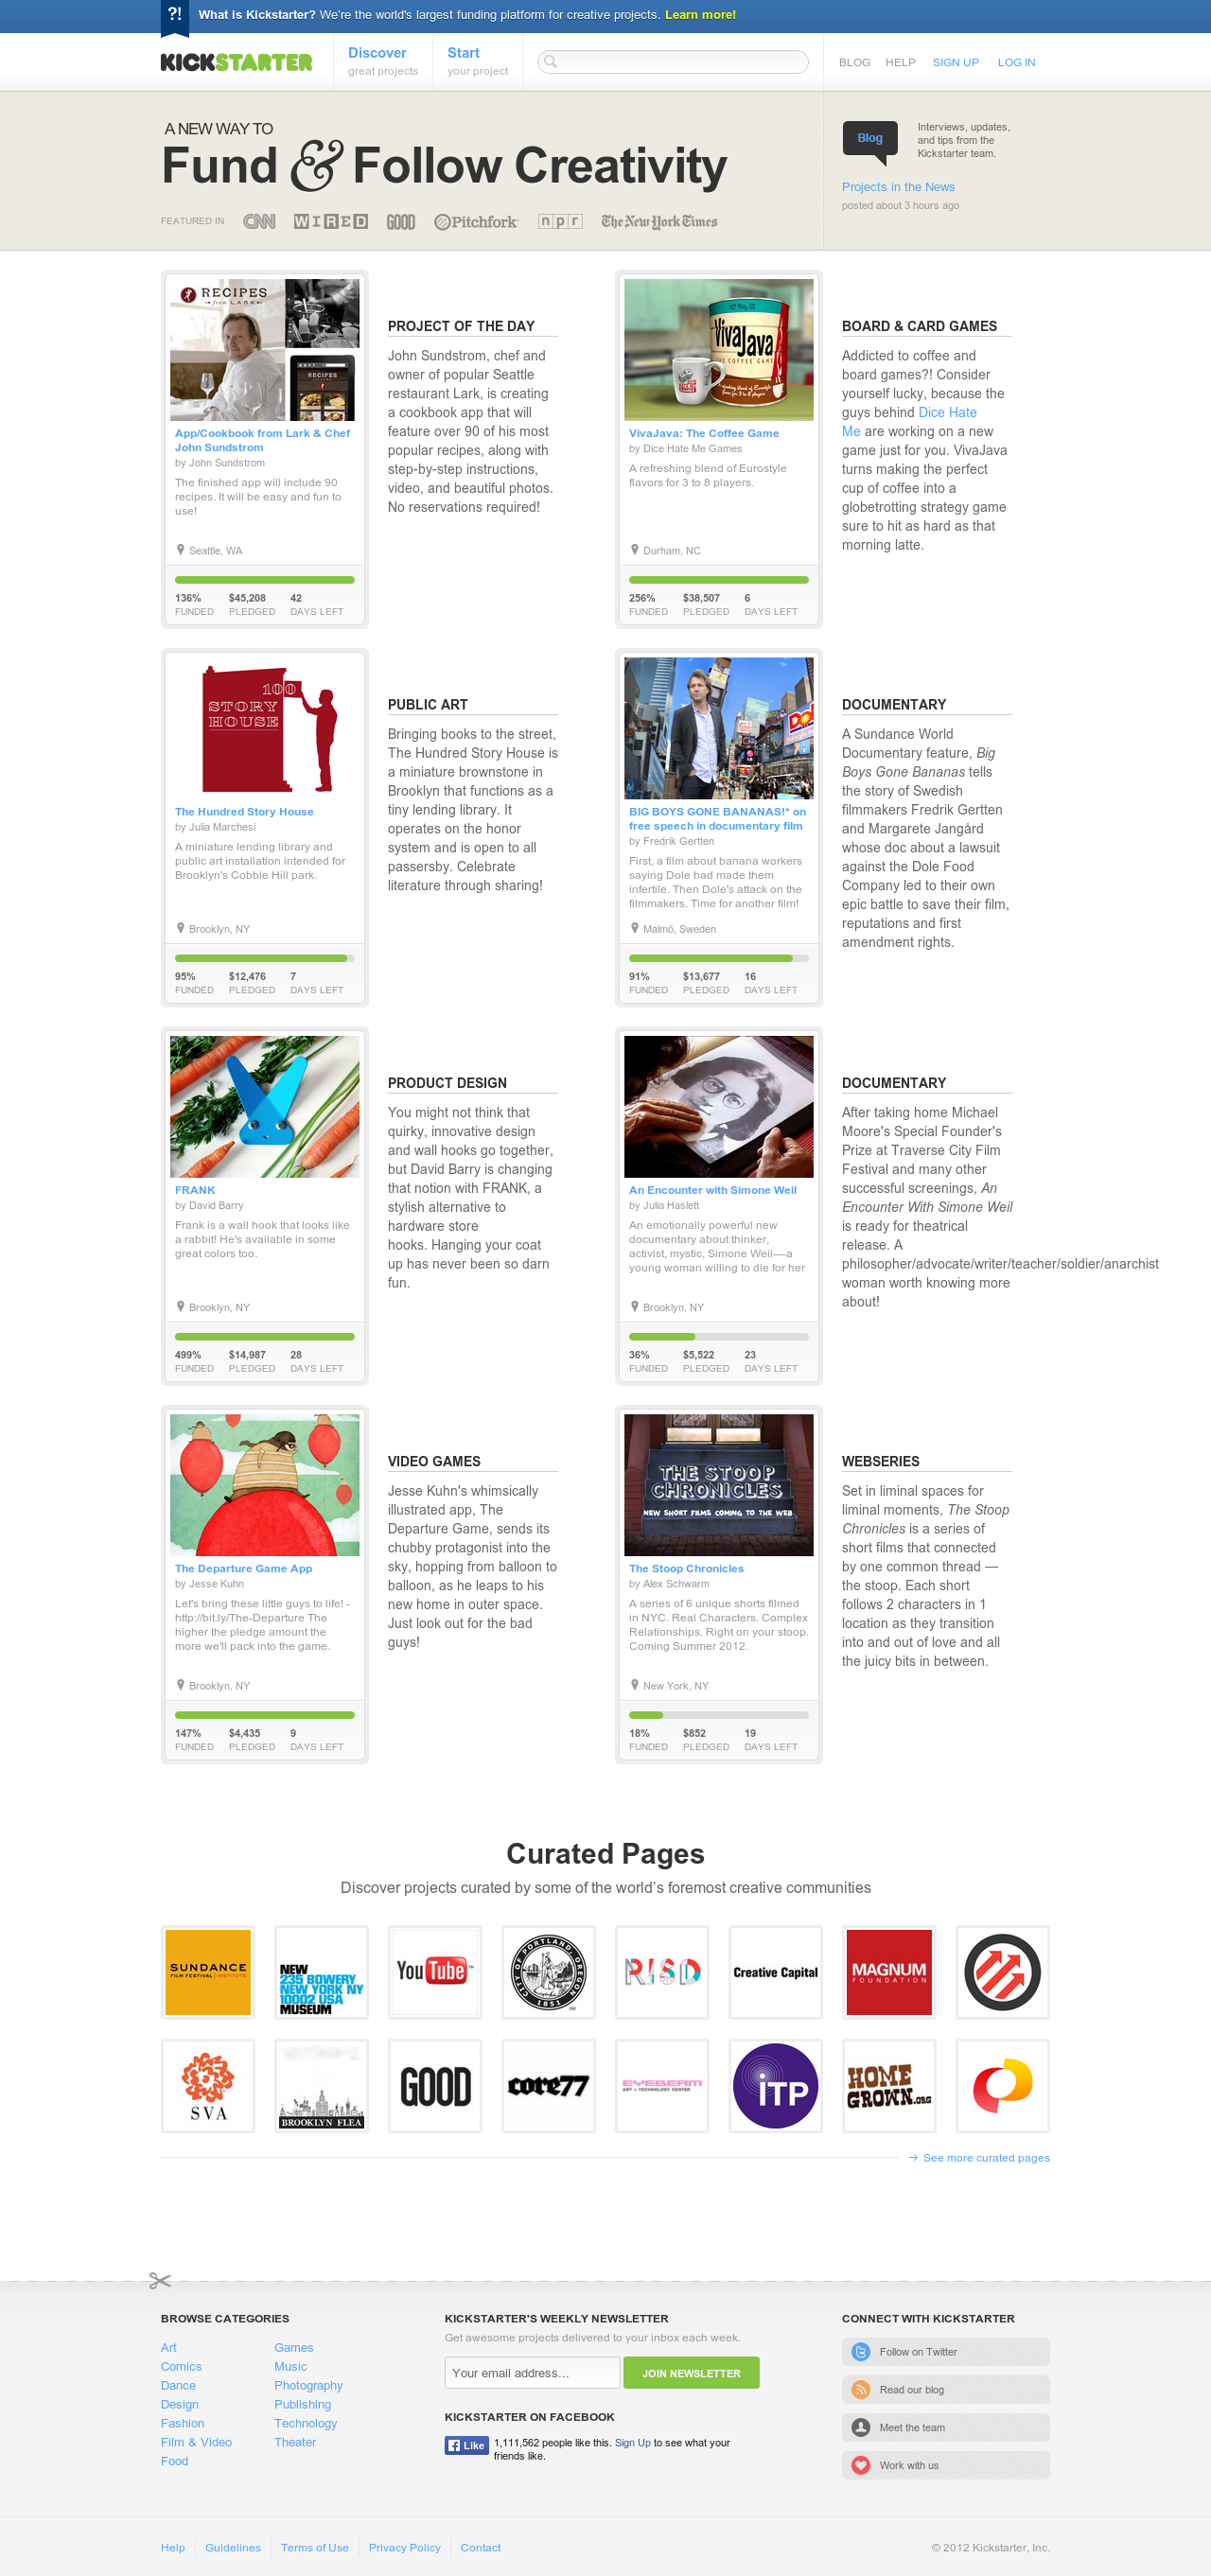 ?! What is Kickstarter? We're the world's largest funding platform for creative projects. Learn more!
KICKSTARTER
Discover
great projects
Start
your project
BLOG HELP SIGN UP LOG IN
A NEW WAY TO
Fund & Follow Creativity
FEATURED IN CNN WIRED GOOD Pitchfork npr The New York Times
Blog
Interviews, updates,
and tips from the
Kickstarter team.
Projects in the News
posted about 3 hours ago
RECIPES
from LARK
RECIPES
App/Cookbook from Lark & Chef
John Sundstrom
by John Sundstrom
The finished app will include 90
recipes. It will be easy and fun to
use!
Seattle, WA
136% $45,208 42
FUNDED PLEDGED DAYS LEFT
PROJECT OF THE DAY
John Sundstrom, chef and
owner of popular Seattle
restaurant Lark, is creating
a cookbook app that will
feature over 90 of his most
popular recipes, along with
step-by-step instructions,
video, and beautiful photos.
No reservations required!
VivaJava
THE COFFEE GAME
VivaJava: The Coffee Game
by Dice Hate Me Games
A refreshing blend of Eurostyle
flavors for 3 to 8 players.
Durham, NC
256% $38,507 6
FUNDED PLEDGED DAYS LEFT
BOARD & CARD GAMES
Addicted to coffee and
board games?! Consider
yourself lucky, because the
guys behind Dice Hate
Me are working on a new
game just for you. VivaJava
turns making the perfect
cup of coffee into a
globetrotting strategy game
sure to hit as hard as that
morning latte.
100
STORY
HOUSE
The Hundred Story House
by Julia Marchesi
A miniature lending library and
public art installation intended for
Brooklyn's Cobble Hill park.
Brooklyn, NY
95% $12,476 7
FUNDED PLEDGED DAYS LEFT
PUBLIC ART
Bringing books to the street,
The Hundred Story House is
a miniature brownstone in
Brooklyn that functions as a
tiny lending library. It
operates on the honor
system and is open to all
passersby. Celebrate
literature through sharing!
BIG BOYS GONE BANANAS!* on
free speech in documentary film
by Fredrik Gertten
First, a film about banana workers
saying Dole had made them
infertile. Then Dole's attack on the
filmmakers. Time for another film!
Malmö, Sweden
91% $13,677 16
FUNDED PLEDGED DAYS LEFT
DOCUMENTARY
A Sundance World
Documentary feature, Big
Boys Gone Bananas tells
the story of Swedish
filmmakers Fredrik Gertten
and Margarete Jangård
whose doc about a lawsuit
against the Dole Food
Company led to their own
epic battle to save their film,
reputations and first
amendment rights.
FRANK
by David Barry
Frank is a wall hook that looks like
a rabbit! He's available in some
great colors too.
Brooklyn, NY
499% $14,987 28
FUNDED PLEDGED DAYS LEFT
PRODUCT DESIGN
You might not think that
quirky, innovative design
and wall hooks go together,
but David Barry is changing
that notion with FRANK, a
stylish alternative to
hardware store
hooks. Hanging your coat
up has never been so darn
fun.
An Encounter with Simone Weil
by Julia Haslett
An emotionally powerful new
documentary about thinker,
activist, mystic, Simone Weil—a
young woman willing to die for her
Brooklyn, NY
36% $5,522 23
FUNDED PLEDGED DAYS LEFT
DOCUMENTARY
After taking home Michael
Moore's Special Founder's
Prize at Traverse City Film
Festival and many other
successful screenings, An
Encounter With Simone Weil
is ready for theatrical
release. A
philosopher/advocate/writer/teacher/soldier/anarchist
woman worth knowing more
about!
The Departure Game App
by Jesse Kuhn
Let's bring these little guys to life! -
http://bit.ly/The-Departure The
higher the pledge amount the
more we'll pack into the game.
Brooklyn, NY
147% $4,435 9
FUNDED PLEDGED DAYS LEFT
VIDEO GAMES
Jesse Kuhn's whimsically
illustrated app, The
Departure Game, sends its
chubby protagonist into the
sky, hopping from balloon to
balloon, as he leaps to his
new home in outer space.
Just look out for the bad
guys!
THE STOOP
CHRONICLES
NEW SHORT FILMS COMING TO THE WEB
The Stoop Chronicles
by Alex Schwarm
A series of 6 unique shorts filmed
in NYC. Real Characters. Complex
Relationships. Right on your stoop.
Coming Summer 2012.
New York, NY
18% $852 19
FUNDED PLEDGED DAYS LEFT
WEBSERIES
Set in liminal spaces for
liminal moments, The Stoop
Chronicles is a series of
short films that connected
by one common thread —
the stoop. Each short
follows 2 characters in 1
location as they transition
into and out of love and all
the juicy bits in between.
Curated Pages
Discover projects curated by some of the world's foremost creative communities
SUNDANCE
FILM FESTIVAL INSTITUTE
NEW
235 BOWERY
NEW YORK NY
10002 USA
MUSEUM
YouTube
CITY OF PORTLAND, OREGON
1851
RISD
Creative Capital
MAGNUM
FOUNDATION
SVA
BROOKLYN FLEA
GOOD
core77
EYEBEAM
ART + TECHNOLOGY CENTER
iTP
HOME
GROWN.ORG
See more curated pages
BROWSE CATEGORIES
Art
Comics
Dance
Design
Fashion
Film & Video
Food
Games
Music
Photography
Publishing
Technology
Theater
KICKSTARTER'S WEEKLY NEWSLETTER
Get awesome projects delivered to your inbox each week.
Your email address... JOIN NEWSLETTER
KICKSTARTER ON FACEBOOK
Like 1,111,562 people like this. Sign Up to see what your
friends like.
CONNECT WITH KICKSTARTER
Follow on Twitter
Read our blog
Meet the team
Work with us
Help Guidelines Terms of Use Privacy Policy Contact
© 2012 Kickstarter, Inc.